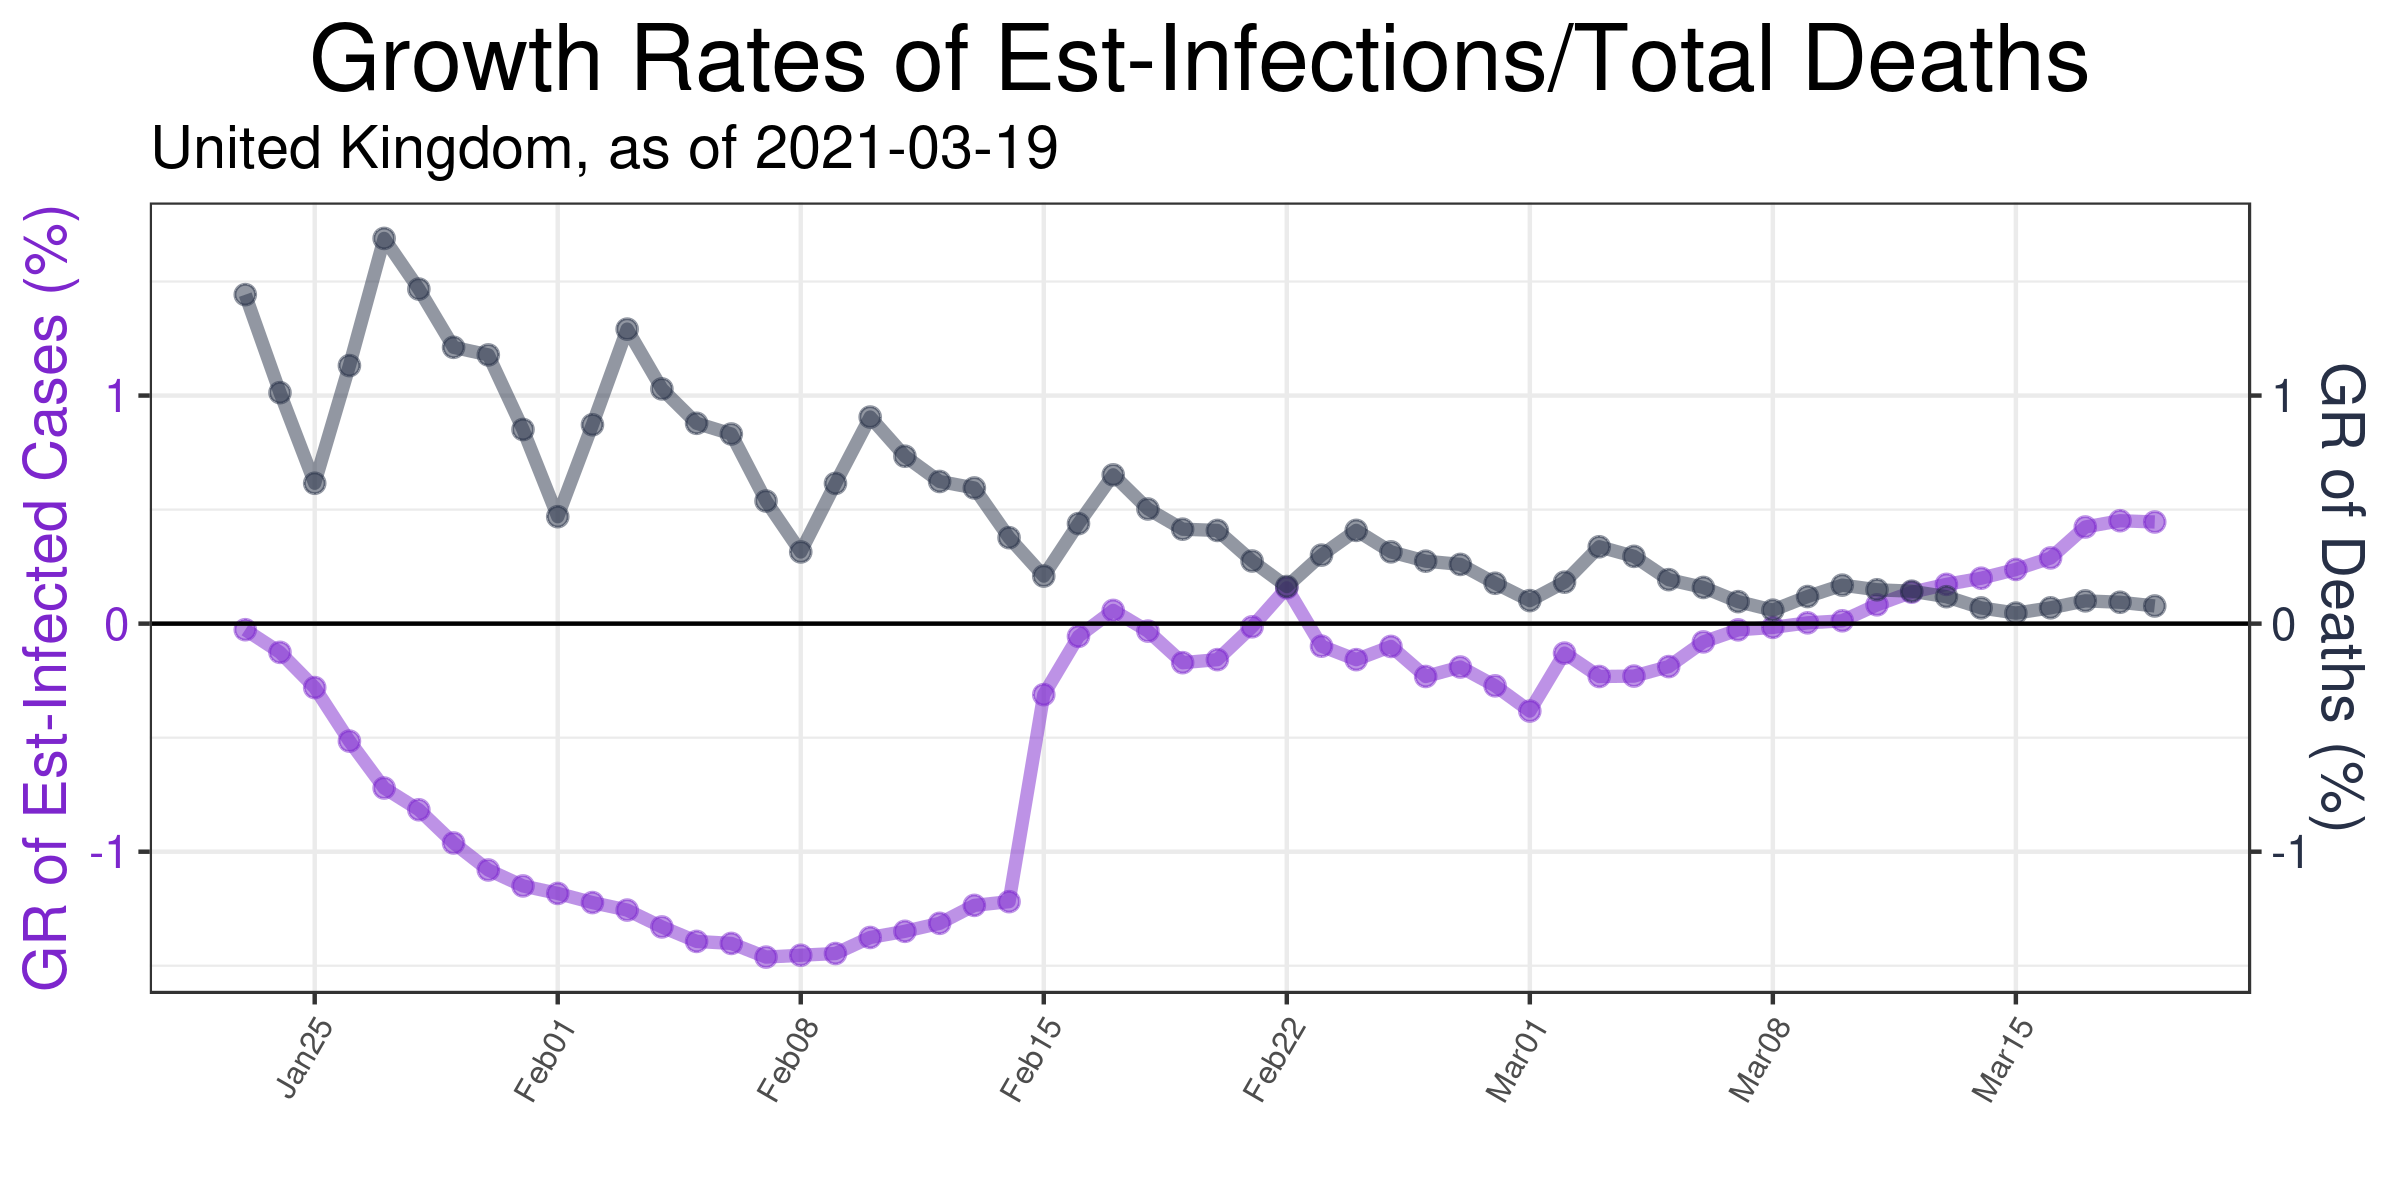 Growth Rates of Est-Infections/Total Deaths
United Kingdom, as of 2021-03-19
GR of Est-Infected Cases (%)
1
0
-1
1
0
-1
GR of Deaths (%)
Jan25
Feb01
Feb08
Feb15
Feb22
Mar01
Mar08
Mar15